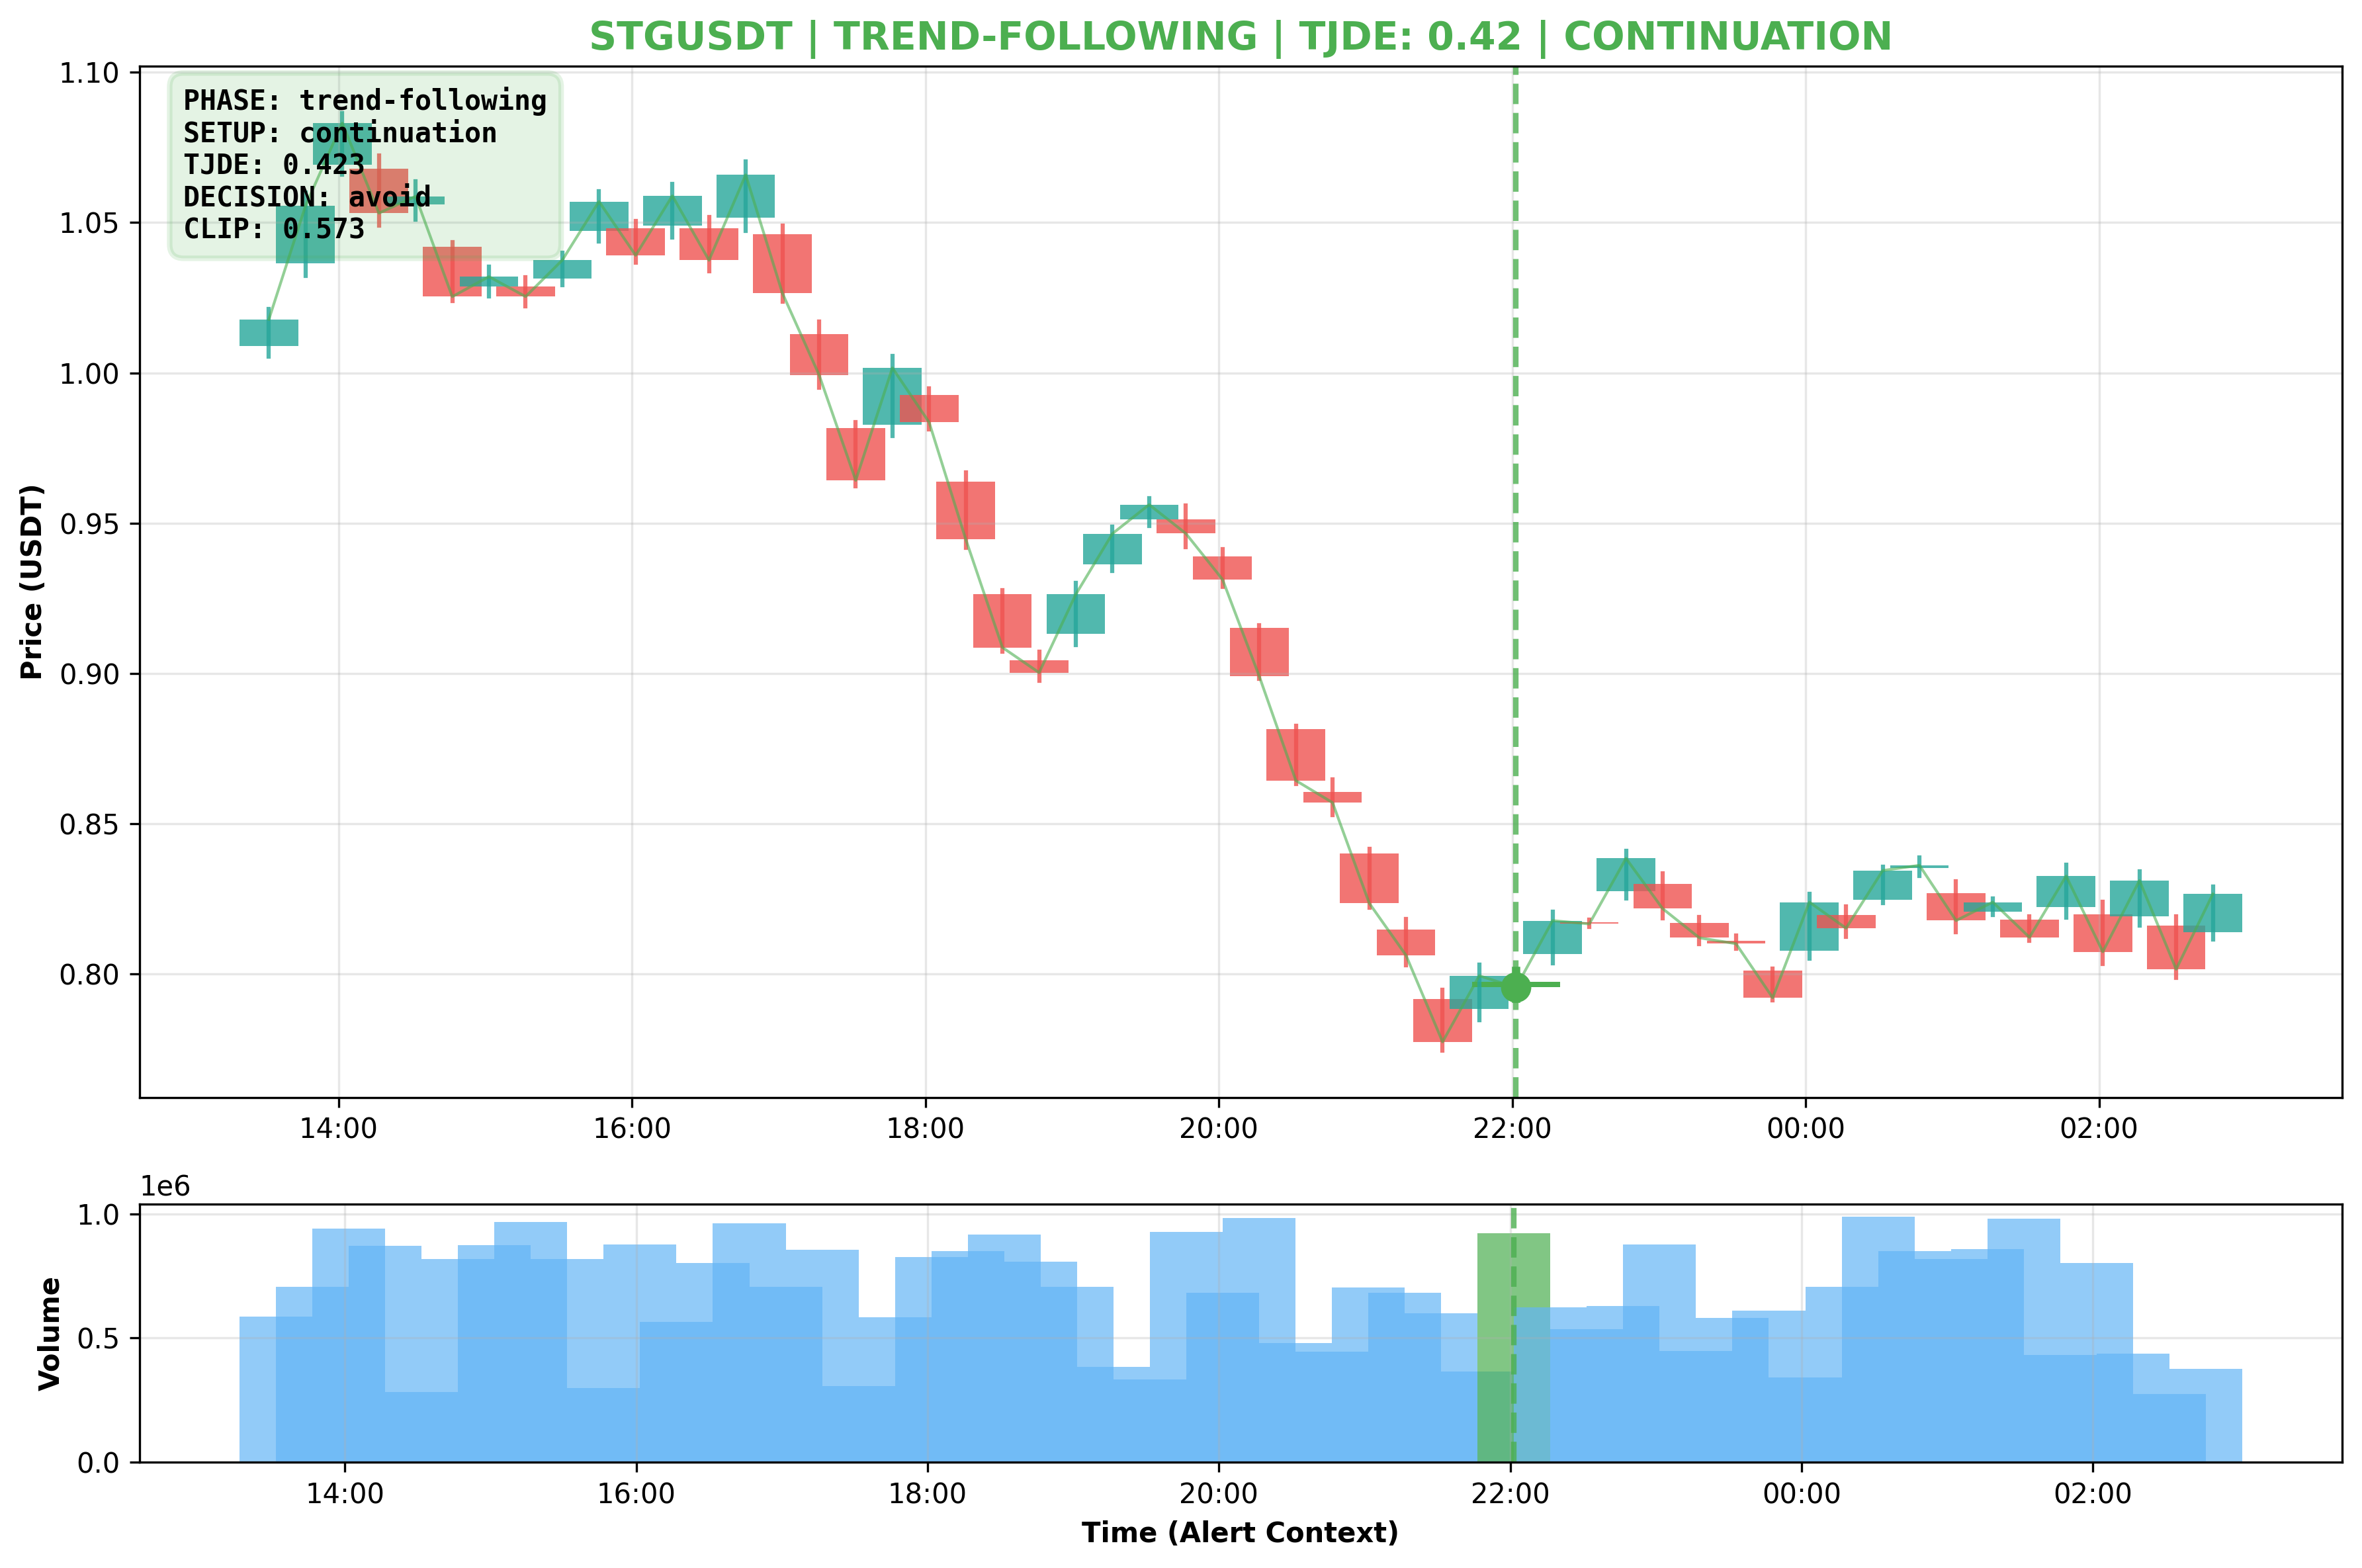 STGUSDT | TREND-FOLLOWING | TJDE: 0.42 | CONTINUATION
PHASE: trend-following
SETUP: continuation
TJDE: 0.423
DECISION: avoid
CLIP: 0.573
Price (USDT)
1.10
1.05
1.00
0.95
0.90
0.85
0.80
14:00 16:00 18:00 20:00 22:00 00:00 02:00
1e6
Volume
1.0
0.5
0.0
14:00 16:00 18:00 20:00 22:00 00:00 02:00
Time (Alert Context)